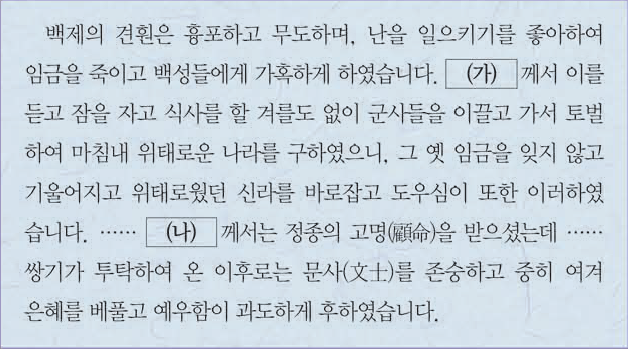 백제의 견훤은 흉포하고 무도하며, 난을 일으키기를 좋아하여
임금을 죽이고 백성들에게 가혹하게 하였습니다. (가) 께서 이를
듣고 잠을 자고 식사를 할 겨를도 없이 군사들을 이끌고 가서 토벌
하여 마침내 위태로운 나라를 구하였으니, 그 옛 임금을 잊지 않고
기울어지고 위태로웠던 신라를 바로잡고 도우심이 또한 이러하였
습니다. …… (나) 께서는 정종의 고명(顧命)을 받으셨는데 ……
쌍기가 투탁하여 온 이후로는 문사(文士)를 존숭하고 중히 여겨
은혜를 베풀고 예우함이 과도하게 후하였습니다.